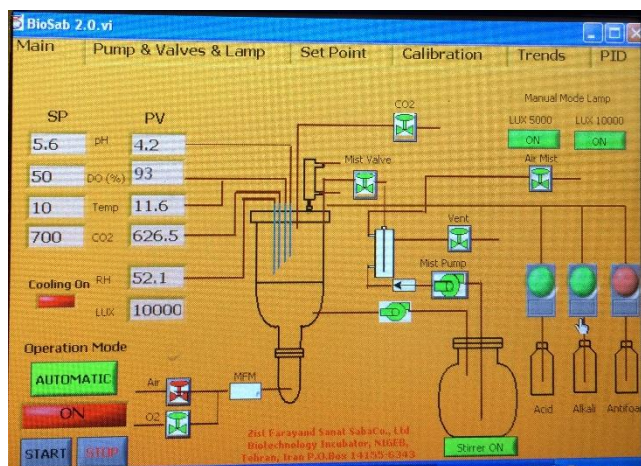 BioSab 2.0.vi
Main Pump & Valves & Lamp Set Point Calibration Trends PID
CO2
Manual Mode Lamp
SP PV
LUX 5000 LUX 10000
5.6 pH 4.2
ON ON
Mist Valve
Air Mist
50 DO (%) 93
10 Temp 11.6
700 CO2 626.5
Vent
Cooling On
RH 52.1
Mist Pump
LUX 10000
Operation Mode
AUTOMATIC
Air
MFM
ON
O2
Acid Alkali Antifoam
START STOP
Zist Farayand Sanat SabaCo., Ltd
Biotechnology Incubator, NIGEB,
Tehran, Iran P.O.Box 14155-6343
Stirrer ON